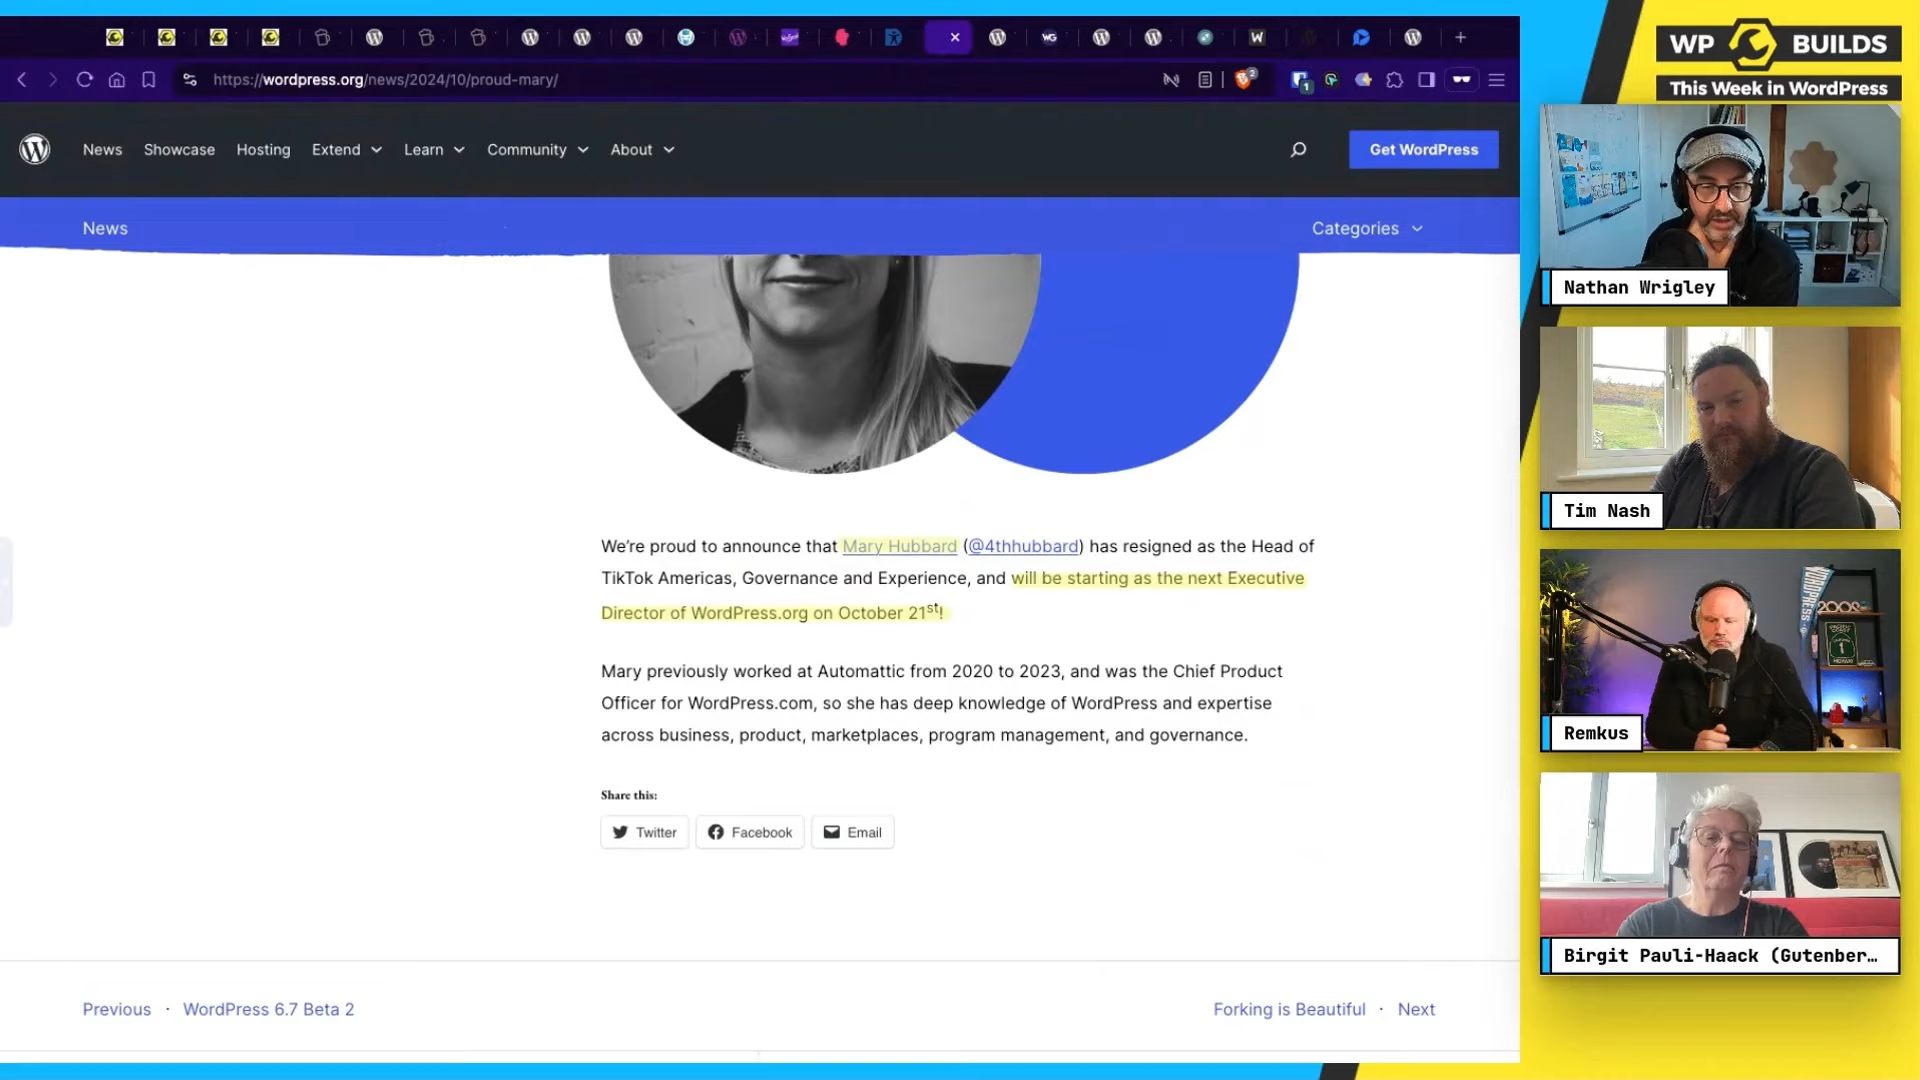 https://wordpress.org/news/2024/10/proud-mary/
News Showcase Hosting Extend Learn Community About
Get WordPress
News
Categories
We're proud to announce that Mary Hubbard (@4thhubbard) has resigned as the Head of
TikTok Americas, Governance and Experience, and will be starting as the next Executive
Director of WordPress.org on October 21st!
Mary previously worked at Automattic from 2020 to 2023, and was the Chief Product
Officer for WordPress.com, so she has deep knowledge of WordPress and expertise
across business, product, marketplaces, program management, and governance.
Share this:
Twitter Facebook Email
Previous · WordPress 6.7 Beta 2
Forking is Beautiful · Next
WP BUILDS
This Week in WordPress
Nathan Wrigley
Tim Nash
Remkus
Birgit Pauli-Haack (Gutenber…